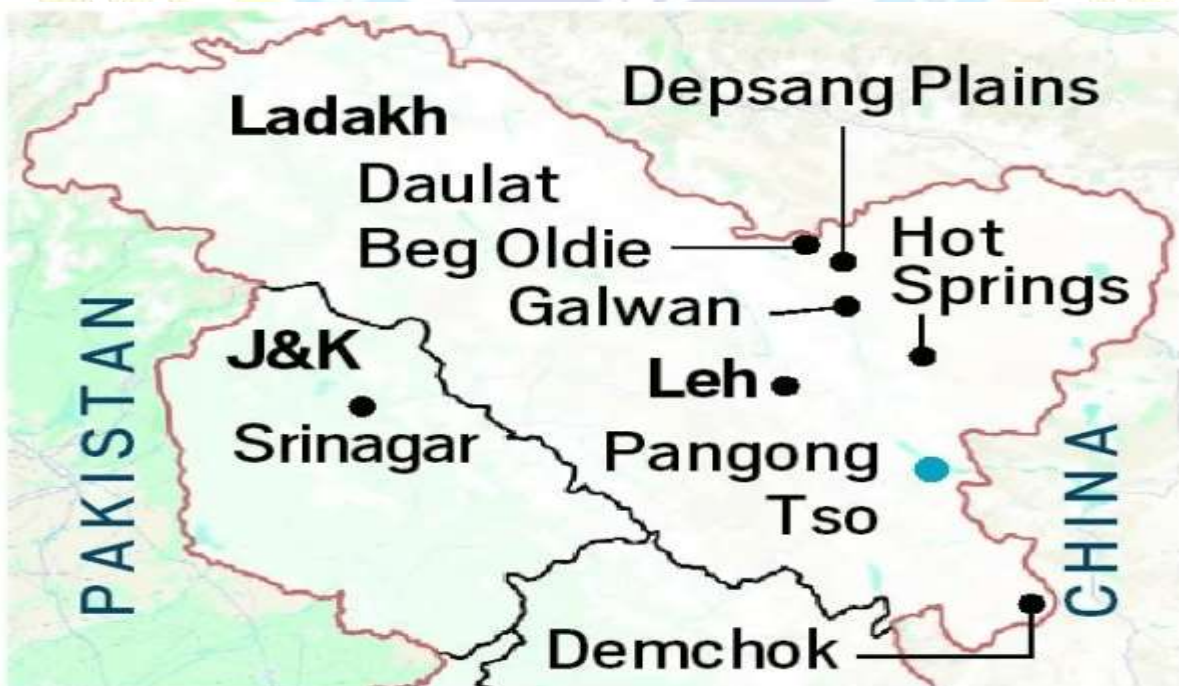 Depsang Plains
Ladakh
Daulat
Beg Oldie
Hot
Springs
Galwan
J&K
Leh
Srinagar
Pangong
Tso
Demchok
PAKISTAN
CHINA